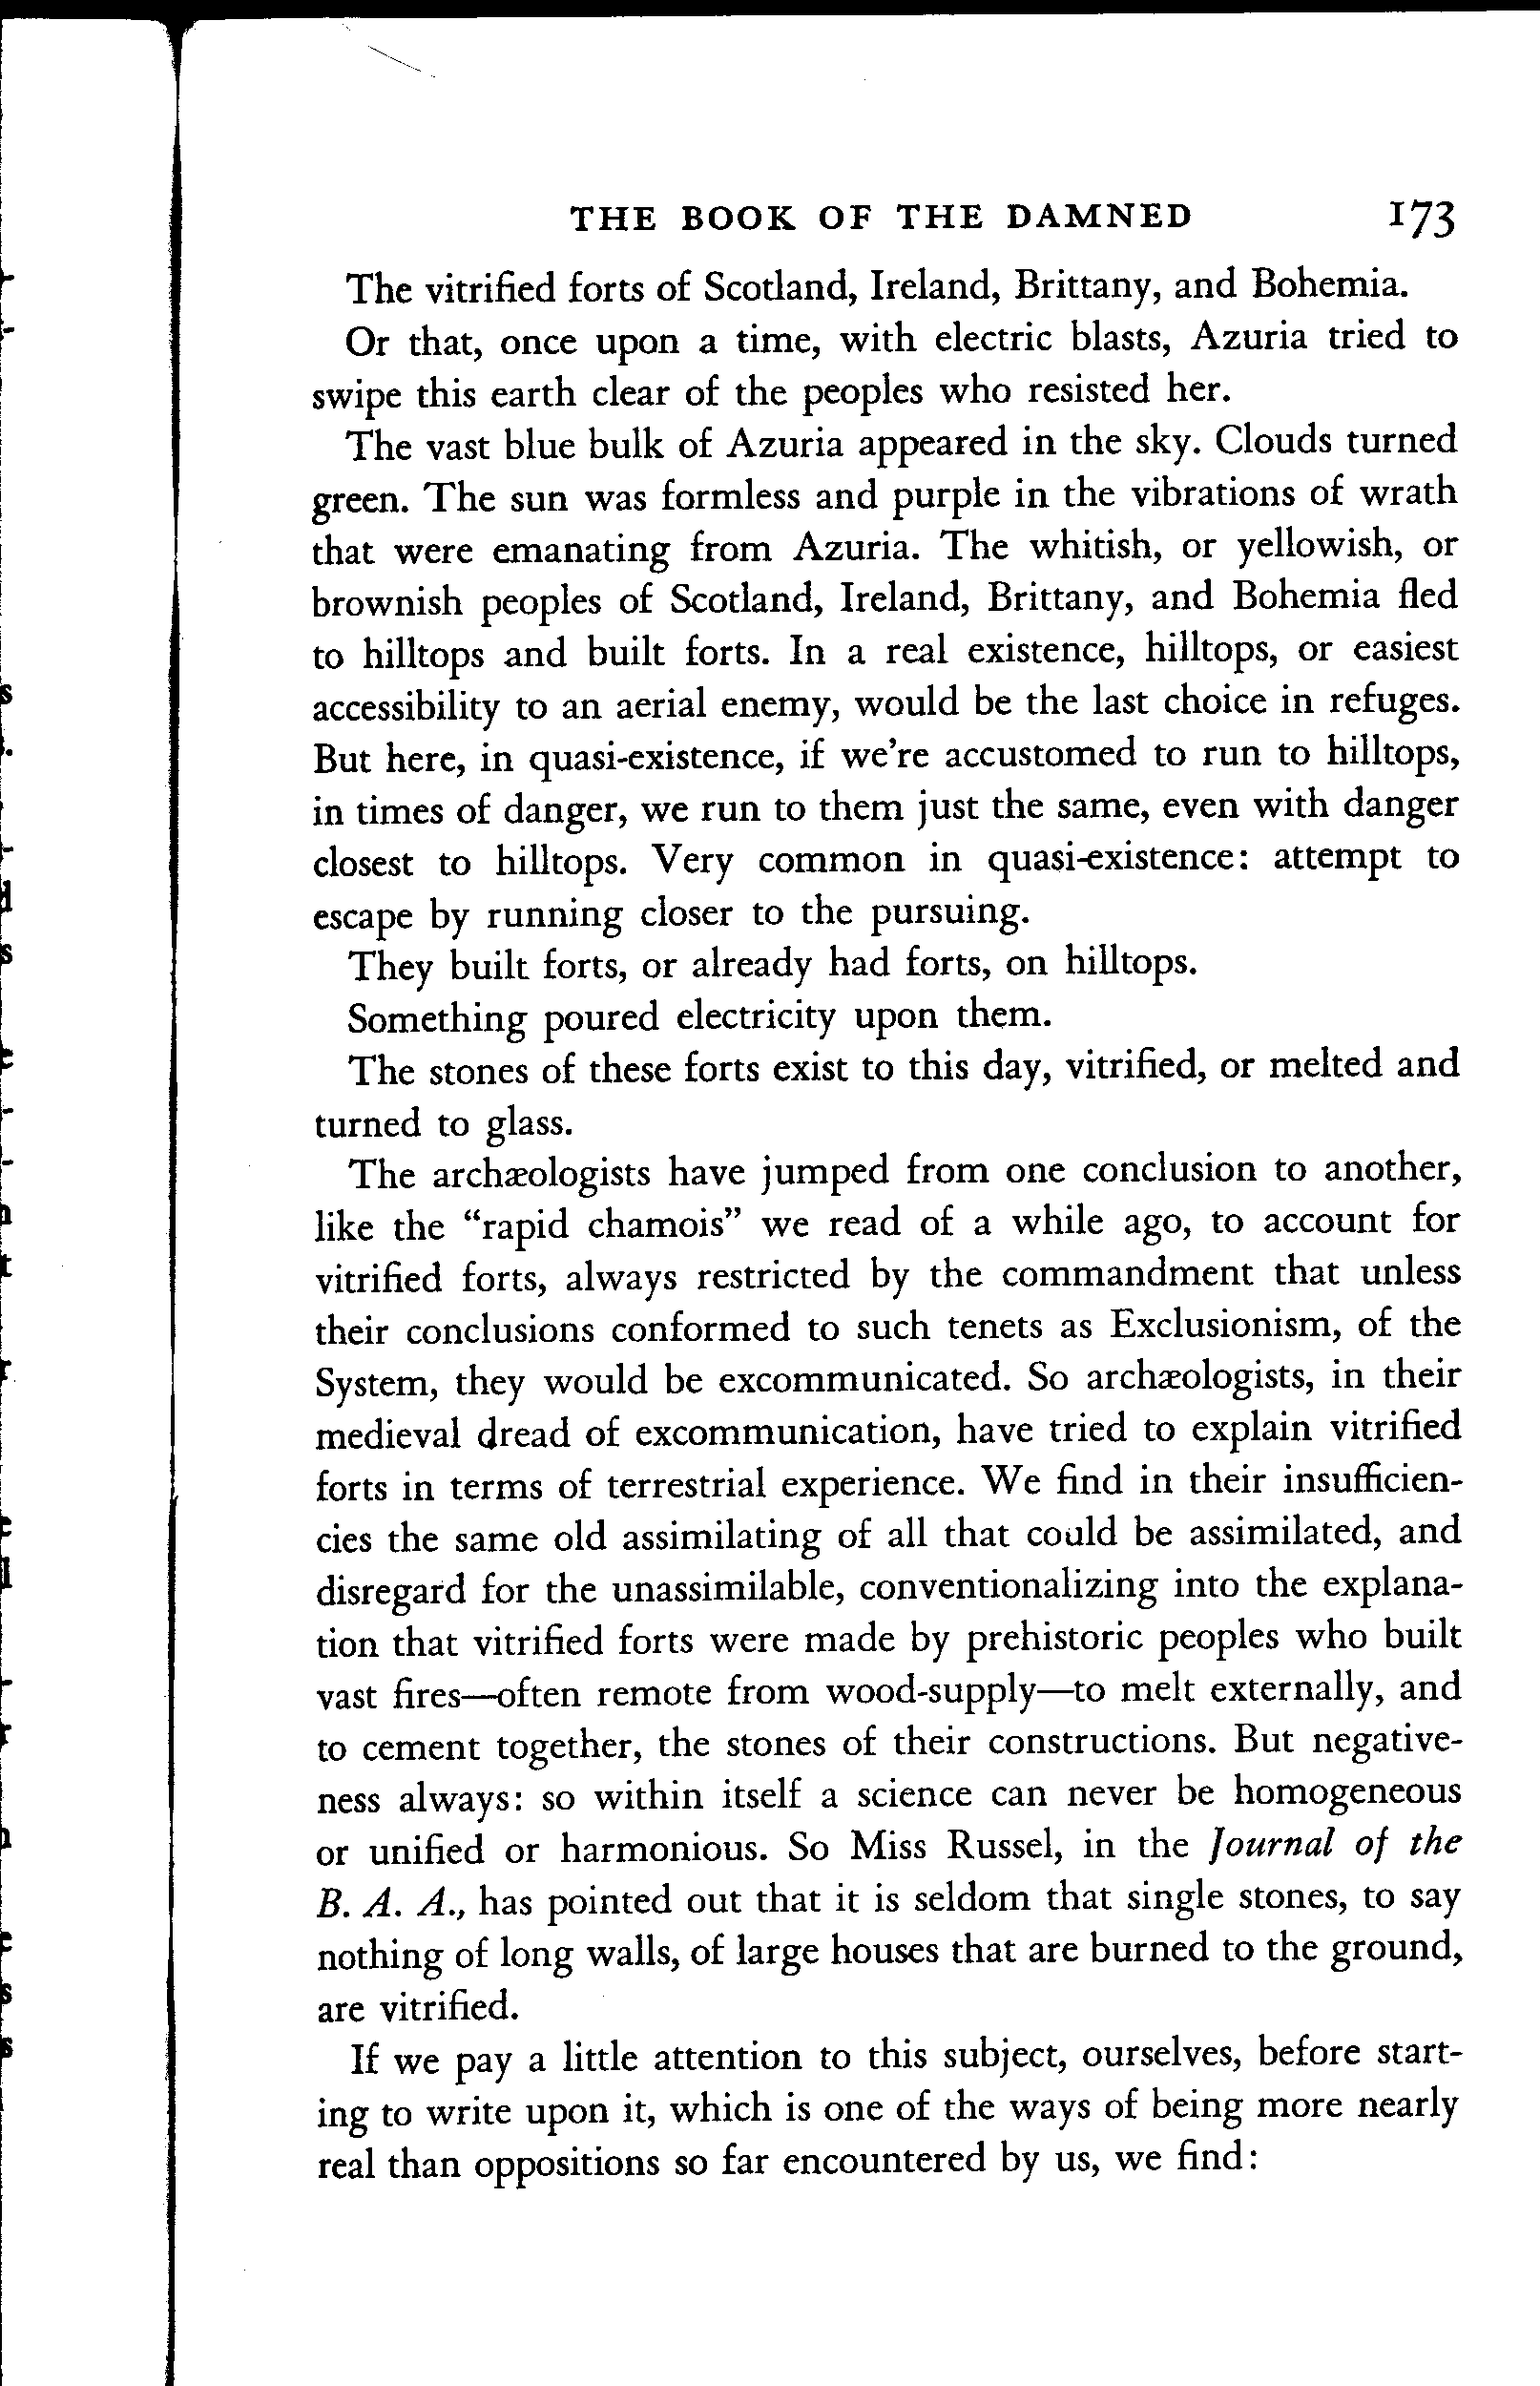 THE BOOK OF THE DAMNED 173
The vitrified forts of Scotland, Ireland, Brittany, and Bohemia.
Or that, once upon a time, with electric blasts, Azuria tried to
swipe this earth clear of the peoples who resisted her.
The vast blue bulk of Azuria appeared in the sky. Clouds turned
green. The sun was formless and purple in the vibrations of wrath
that were emanating from Azuria. The whitish, or yellowish, or
brownish peoples of Scotland, Ireland, Brittany, and Bohemia fled
to hilltops and built forts. In a real existence, hilltops, or easiest
accessibility to an aerial enemy, would be the last choice in refuges.
But here, in quasi-existence, if we're accustomed to run to hilltops,
in times of danger, we run to them just the same, even with danger
closest to hilltops. Very common in quasi-existence: attempt to
escape by running closer to the pursuing.
They built forts, or already had forts, on hilltops.
Something poured electricity upon them.
The stones of these forts exist to this day, vitrified, or melted and
turned to glass.
The archæologists have jumped from one conclusion to another,
like the "rapid chamois" we read of a while ago, to account for
vitrified forts, always restricted by the commandment that unless
their conclusions conformed to such tenets as Exclusionism, of the
System, they would be excommunicated. So archæologists, in their
medieval dread of excommunication, have tried to explain vitrified
forts in terms of terrestrial experience. We find in their insufficien-
cies the same old assimilating of all that could be assimilated, and
disregard for the unassimilable, conventionalizing into the explana-
tion that vitrified forts were made by prehistoric peoples who built
vast fires—often remote from wood-supply—to melt externally, and
to cement together, the stones of their constructions. But negative-
ness always: so within itself a science can never be homogeneous
or unified or harmonious. So Miss Russel, in the Journal of the
B. A. A., has pointed out that it is seldom that single stones, to say
nothing of long walls, of large houses that are burned to the ground,
are vitrified.
If we pay a little attention to this subject, ourselves, before start-
ing to write upon it, which is one of the ways of being more nearly
real than oppositions so far encountered by us, we find: